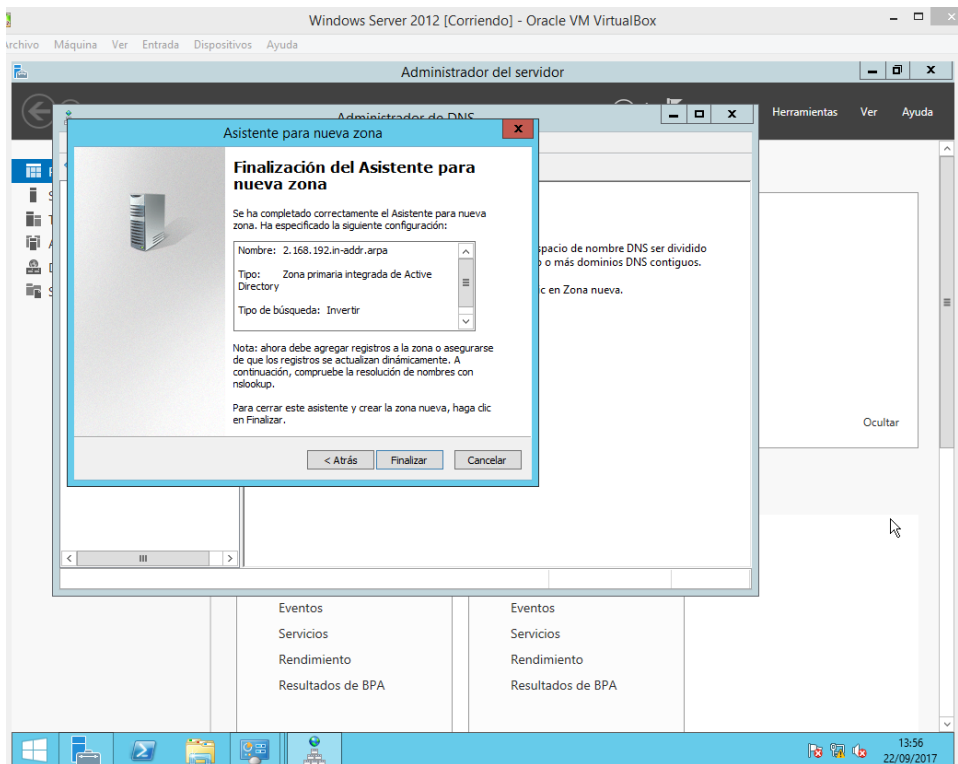 Windows Server 2012 [Corriendo] - Oracle VM VirtualBox
Archivo Máquina Ver Entrada Dispositivos Ayuda
Administrador del servidor
Herramientas Ver Ayuda
Administrador de DNS
Asistente para nueva zona
Finalización del Asistente para
nueva zona
Se ha completado correctamente el Asistente para nueva
zona. Ha especificado la siguiente configuración:
Nombre: 2.168.192.in-addr.arpa
Tipo: Zona primaria integrada de Active
Directory
Tipo de búsqueda: Invertir
Nota: ahora debe agregar registros a la zona o asegurarse
de que los registros se actualizan dinámicamente. A
continuación, compruebe la resolución de nombres con
nslookup.
Para cerrar este asistente y crear la zona nueva, haga clic
en Finalizar.
< Atrás Finalizar Cancelar
spacio de nombre DNS ser dividido
o más dominios DNS contiguos.
ic en Zona nueva.
Ocultar
Eventos Eventos
Servicios Servicios
Rendimiento Rendimiento
Resultados de BPA Resultados de BPA
13:56
22/09/2017